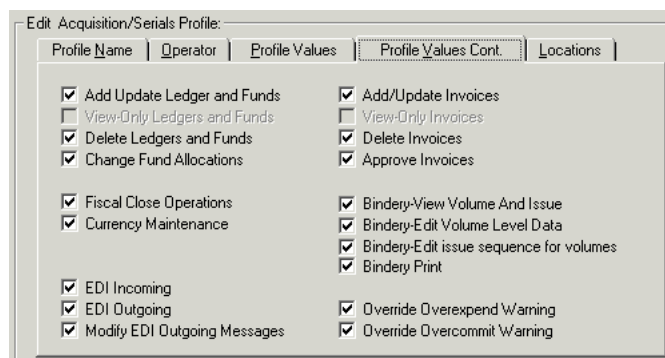 Edit Acquisition/Serials Profile:
Profile Name Operator Profile Values Profile Values Cont. Locations
Add Update Ledger and Funds
View-Only Ledgers and Funds
Delete Ledgers and Funds
Change Fund Allocations
Fiscal Close Operations
Currency Maintenance
EDI Incoming
EDI Outgoing
Modify EDI Outgoing Messages
Add/Update Invoices
View-Only Invoices
Delete Invoices
Approve Invoices
Bindery-View Volume And Issue
Bindery-Edit Volume Level Data
Bindery-Edit issue sequence for volumes
Bindery Print
Override Overexpend Warning
Override Overcommit Warning